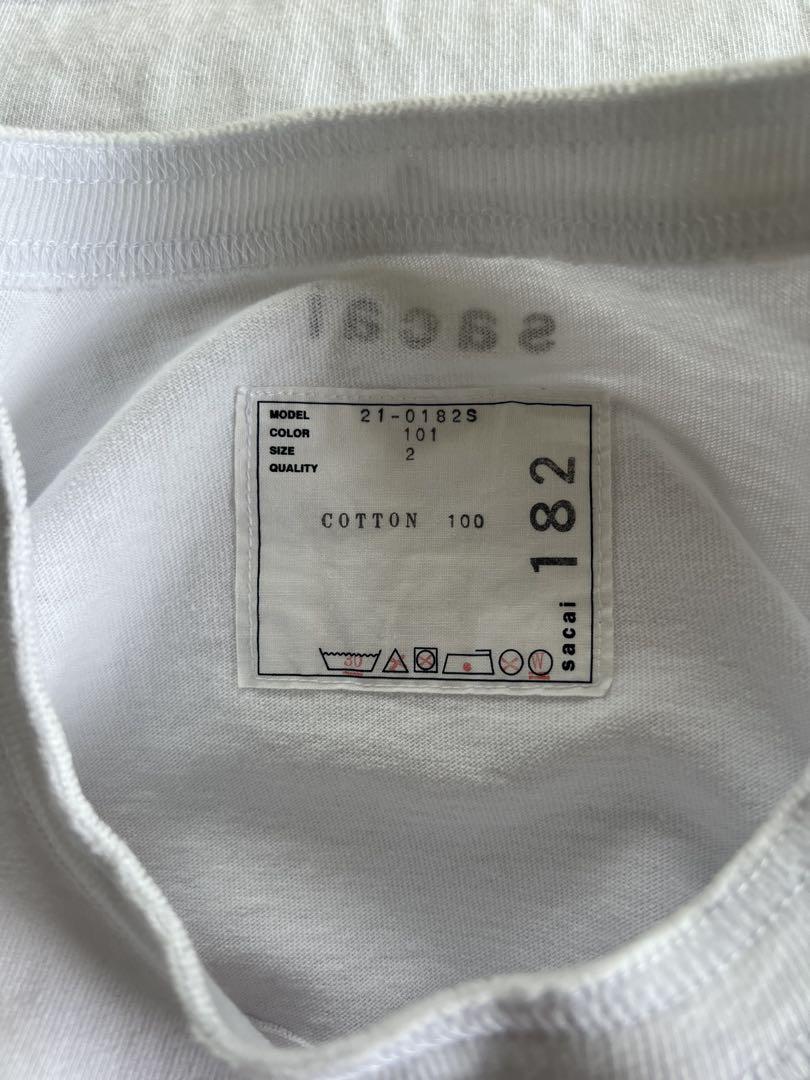 sacai
MODEL 21-0182S
COLOR 101
SIZE 2
QUALITY
COTTON 100
sacai 182
30
W